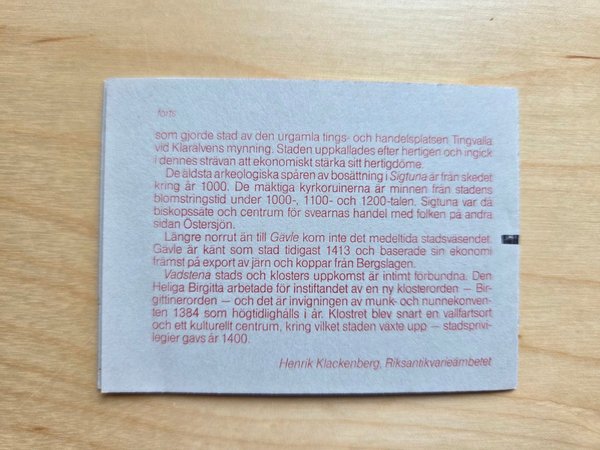 forts
som gjorde stad av den urgamla tings- och handelsplatsen Tingvalla
vid Klarälvens mynning. Staden uppkallades efter hertigen och ingick
i dennes strävan att ekonomiskt stärka sitt hertigdöme.
De äldsta arkeologiska spåren av bosättning i Sigtuna är från skedet
kring år 1000. De mäktiga kyrkoruinerna är minnen från stadens
blomstringstid under 1000-, 1100- och 1200-talen. Sigtuna var då
biskopssäte och centrum för svearnas handel med folken på andra
sidan Östersjön.
Längre norrut än till Gävle kom inte det medeltida stadsväsendet.
Gävle är känt som stad tidigast 1413 och baserade sin ekonomi
främst på export av järn och koppar från Bergslagen.
Vadstena stads och klosters uppkomst är intimt förbundna. Den
Heliga Birgitta arbetade för instiftandet av en ny klosterorden — Bir-
gittinerorden — och det är invigningen av munk- och nunnekonven-
ten 1384 som högtidlighålls i år. Klostret blev snart en vallfartsort
och ett kulturellt centrum, kring vilket staden växte upp — stadsprivi-
legier gavs år 1400.
Henrik Klackenberg, Riksantikvarieämbetet